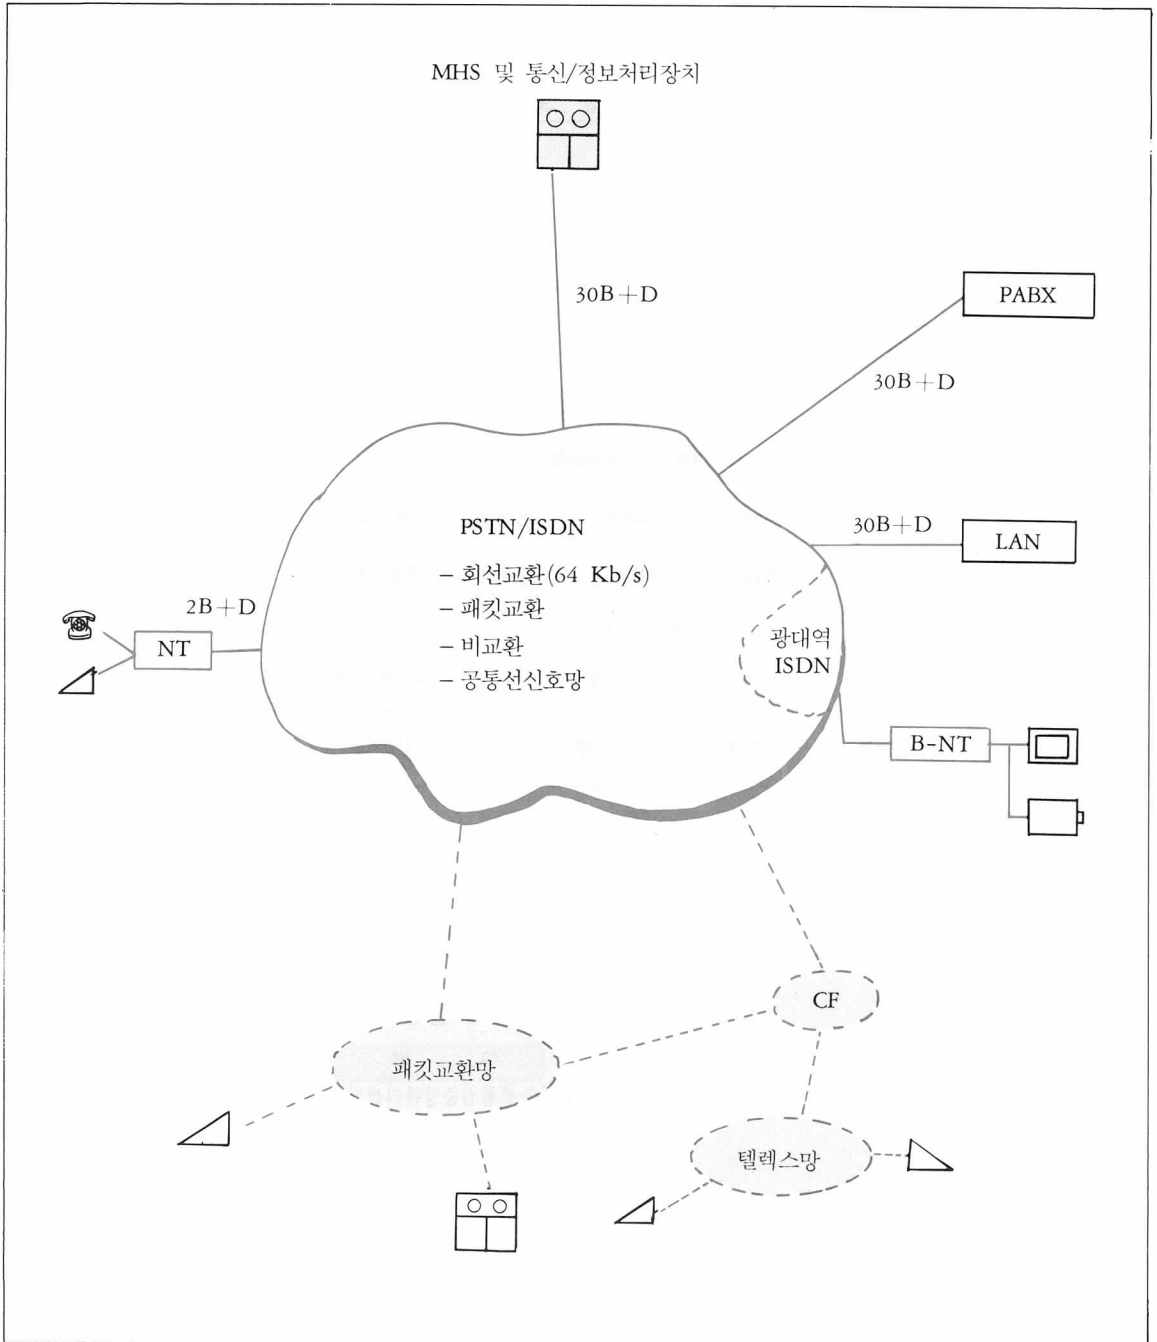 MHS 및 통신/정보처리장치
30B+D
PABX
30B+D
PSTN/ISDN
30B+D
LAN
– 회선교환(64 Kb/s)
– 패킷교환
– 비교환
– 공통선신호망
2B+D
NT
광대역
ISDN
B-NT
CF
패킷교환망
텔렉스망